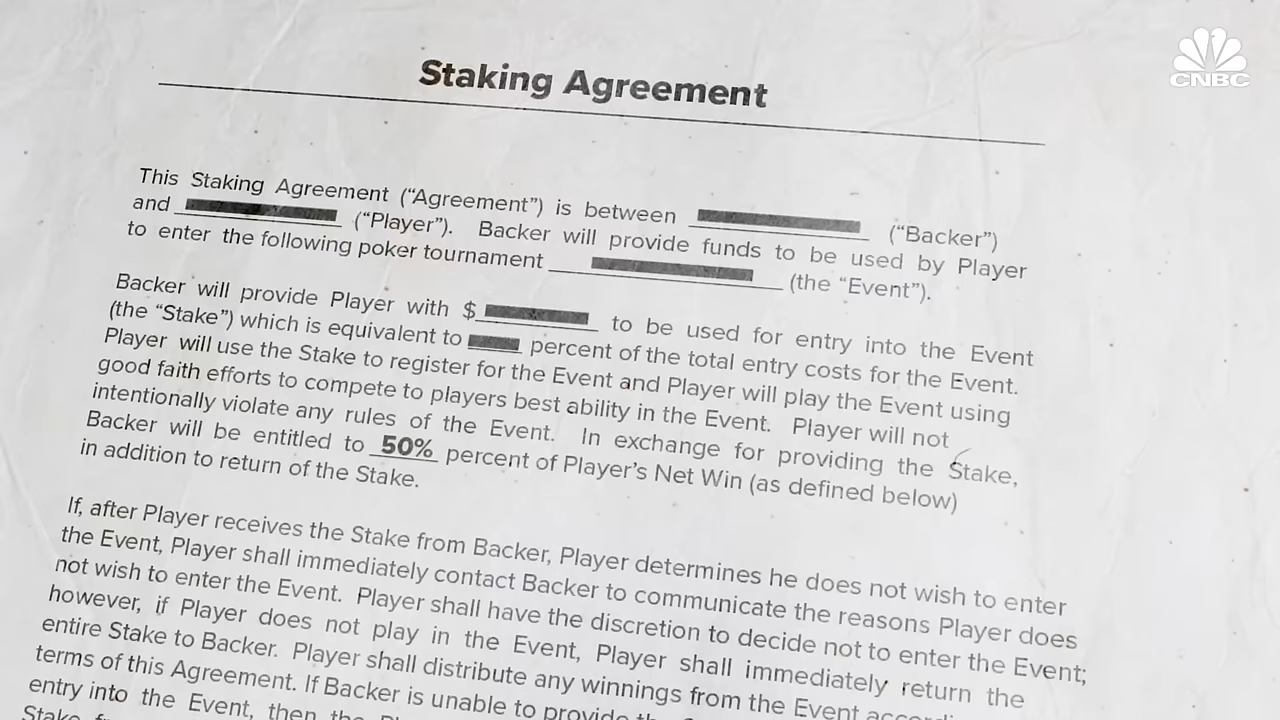 CNBC
Staking Agreement
This Staking Agreement (“Agreement”) is between (“Backer”)
and (“Player”). Backer will provide funds to be used by Player
to enter the following poker tournament (the “Event”).
Backer will provide Player with $ to be used for entry into the Event
(the “Stake”) which is equivalent to percent of the total entry costs for the Event.
Player will use the Stake to register for the Event and Player will play the Event using
good faith efforts to compete to players best ability in the Event. Player will not
intentionally violate any rules of the Event. In exchange for providing the Stake,
Backer will be entitled to 50% percent of Player’s Net Win (as defined below)
in addition to return of the Stake.
If, after Player receives the Stake from Backer, Player determines he does not wish to enter
the Event, Player shall immediately contact Backer to communicate the reasons Player does
not wish to enter the Event. Player shall have the discretion to decide not to enter the Event;
however, if Player does not play in the Event, Player shall immediately return the
entire Stake to Backer. Player shall distribute any winnings from the Event
terms of this Agreement. If Backer is unable to provide
entry into the Event, then the
Stake